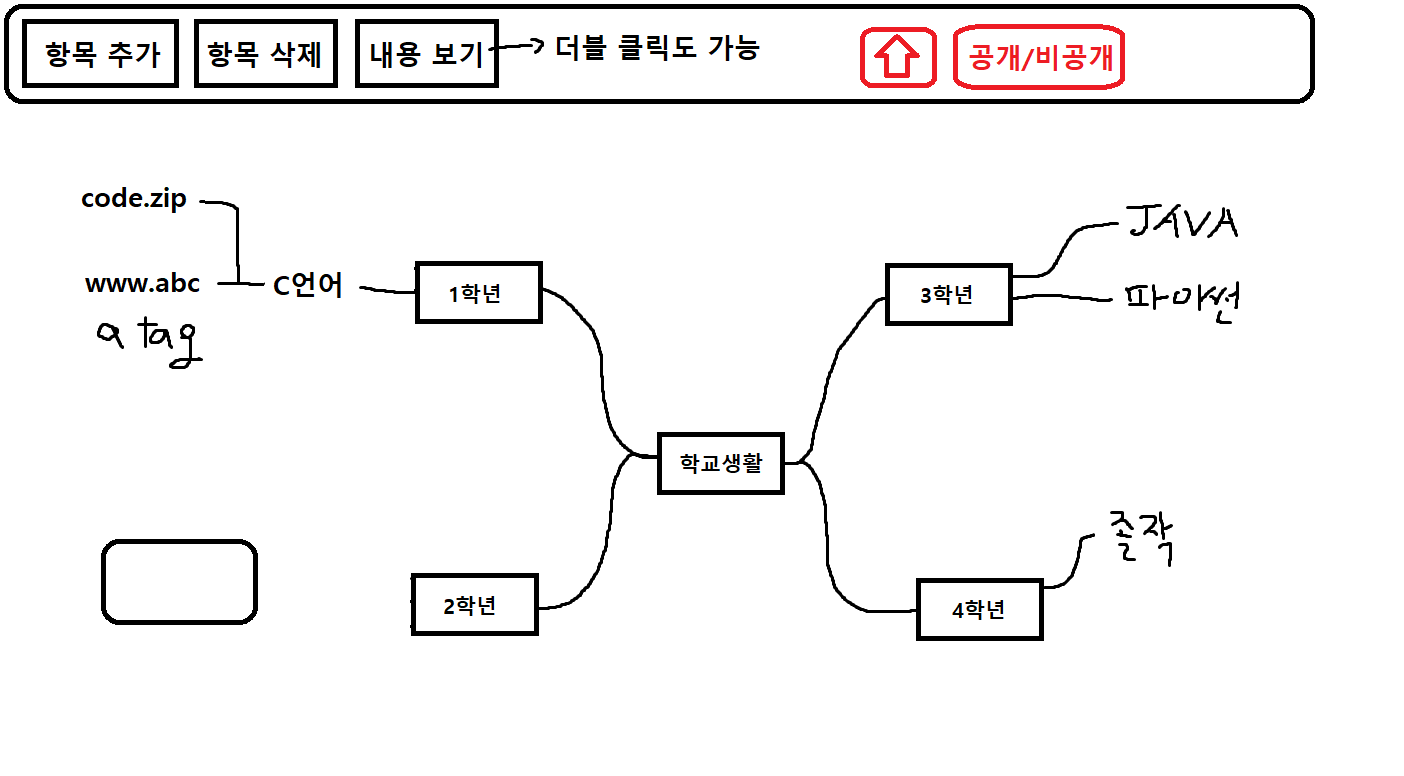 항목 추가
항목 삭제
내용 보기
더블 클릭도 가능
공개/비공개
code.zip
www.abc
a tag
C언어
1학년
2학년
학교생활
3학년
JAVA
파이썬
4학년
졸작